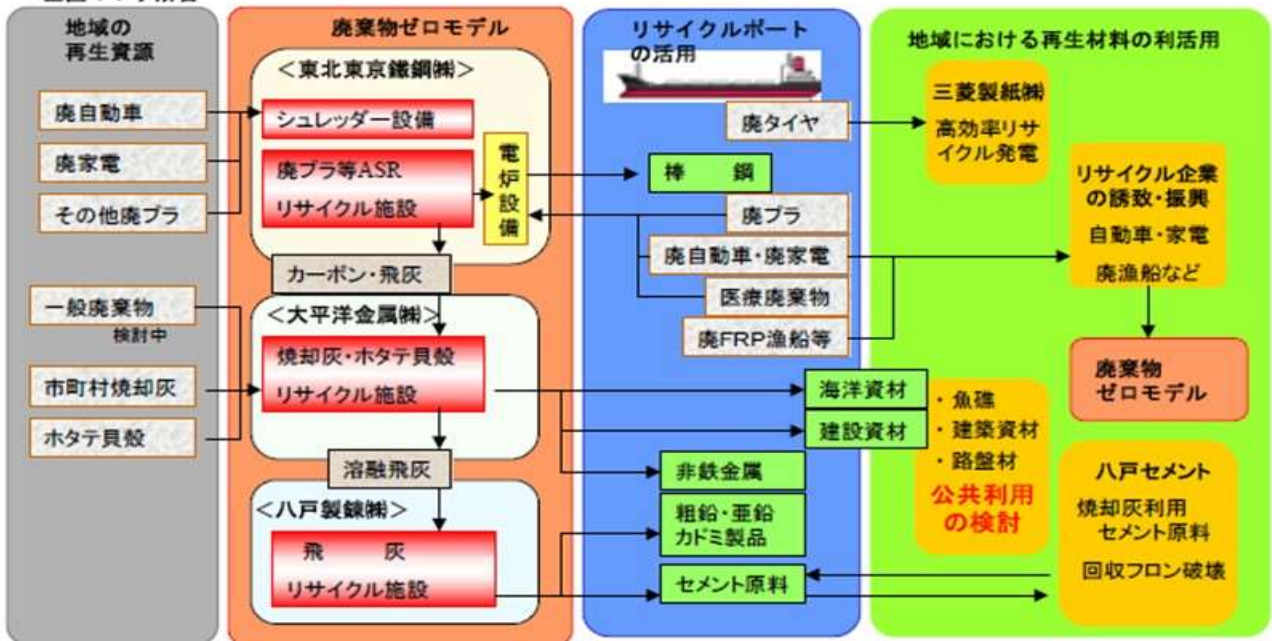 地域の
再生資源
廃自動車
廃家電
その他廃プラ
一般廃棄物
検討中
市町村焼却灰
ホタテ貝殻
廃棄物ゼロモデル
＜東北東京鐵鋼㈱＞
シュレッダー設備
廃プラ等ASR
リサイクル施設
電炉設備
カーボン・飛灰
＜大平洋金属㈱＞
焼却灰・ホタテ貝殻
リサイクル施設
溶融飛灰
＜八戸製錬㈱＞
飛 灰
リサイクル施設
リサイクルポート
の活用
廃タイヤ
棒 鋼
廃プラ
廃自動車・廃家電
医療廃棄物
廃FRP漁船等
海洋資材
建設資材
非鉄金属
粗鉛・亜鉛
カドミ製品
セメント原料
地域における再生材料の利活用
三菱製紙㈱
高効率リサ
イクル発電
リサイクル企業
の誘致・振興
自動車・家電
廃漁船など
廃棄物
ゼロモデル
・魚礁
・建築資材
・路盤材
公共利用
の検討
八戸セメント
焼却灰利用
セメント原料
回収フロン破壊